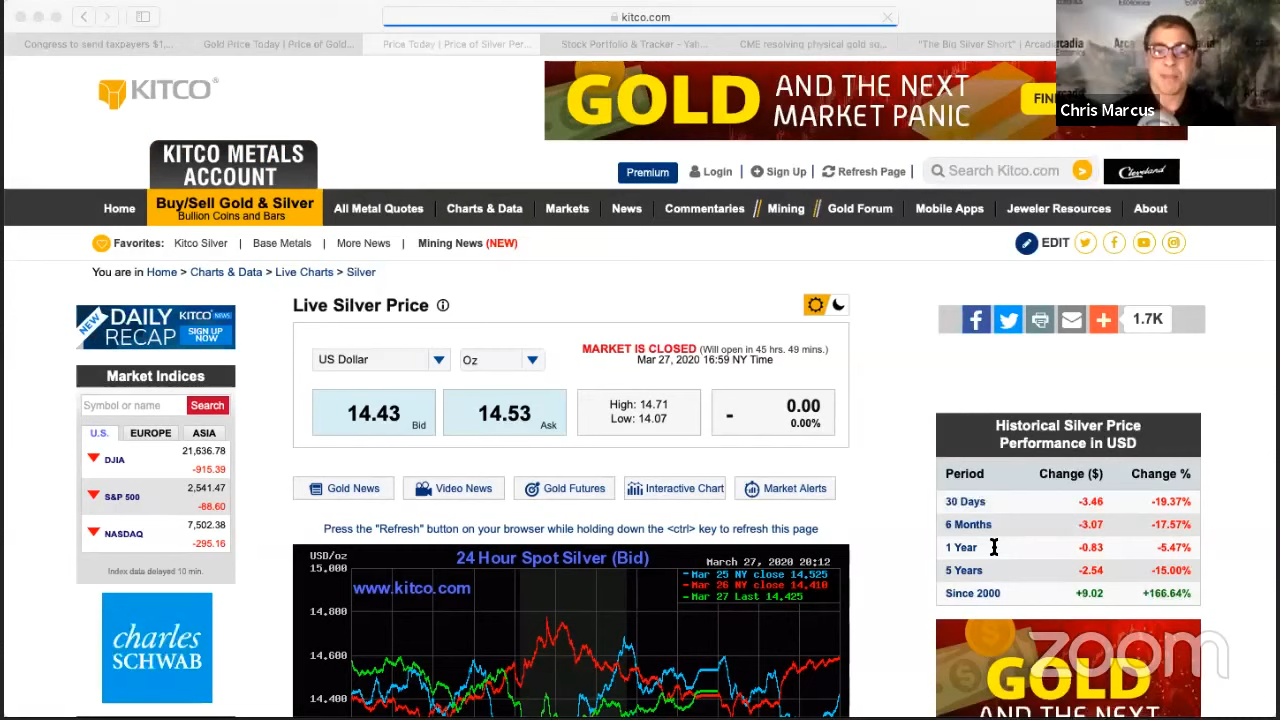 kitco.com
Congress to send taxpayers $1,...
Gold Price Today | Price of Gold...
Price Today | Price of Silver Per...
Stock Portfolio & Tracker - Yah...
CME resolving physical gold su...
"The Big Silver Short" | Arcadi
Chris Marcus
KITCO®
GOLD
AND THE NEXT
MARKET PANIC
FIN
KITCO METALS
ACCOUNT
Premium
Login | Sign Up | Refresh Page |
Search Kitco.com
Cleveland
Home
Buy/Sell Gold & Silver
Bullion Coins and Bars
All Metal Quotes
Charts & Data
Markets
News
Commentaries
Mining
Gold Forum
Mobile Apps
Jeweler Resources
About
Favorites: Kitco Silver | Base Metals | More News | Mining News (NEW)
EDIT
You are in Home > Charts & Data > Live Charts > Silver
NEW
DAILY
RECAP
KITCO NEWS
SIGN UP
NOW
Live Silver Price
1.7K
US Dollar
Oz
MARKET IS CLOSED (Will open in 45 hrs. 49 mins.)
Mar 27, 2020 16:59 NY Time
14.43 Bid
14.53 Ask
High: 14.71
Low: 14.07
- 0.00
0.00%
Market Indices
Symbol or name
Search
U.S. EUROPE ASIA
DJIA 21,636.78
-915.39
S&P 500 2,541.47
-88.60
NASDAQ 7,502.38
-295.16
Index data delayed 10 min.
charles
SCHWAB
Gold News
Video News
Gold Futures
Interactive Chart
Market Alerts
Press the "Refresh" button on your browser while holding down the <ctrl> key to refresh this page
USD/oz
24 Hour Spot Silver (Bid)
March 27, 2020 20:12
www.kitco.com
Mar 25 NY close 14.525
Mar 26 NY close 14.410
Mar 27 Last 14.425
15.000
14.800
14.600
14.400
Historical Silver Price
Performance in USD
Period Change ($) Change %
30 Days -3.46 -19.37%
6 Months -3.07 -17.57%
1 Year -0.83 -5.47%
5 Years -2.54 -15.00%
Since 2000 +9.02 +166.64%
GOLD
AND THE NEXT
zoom